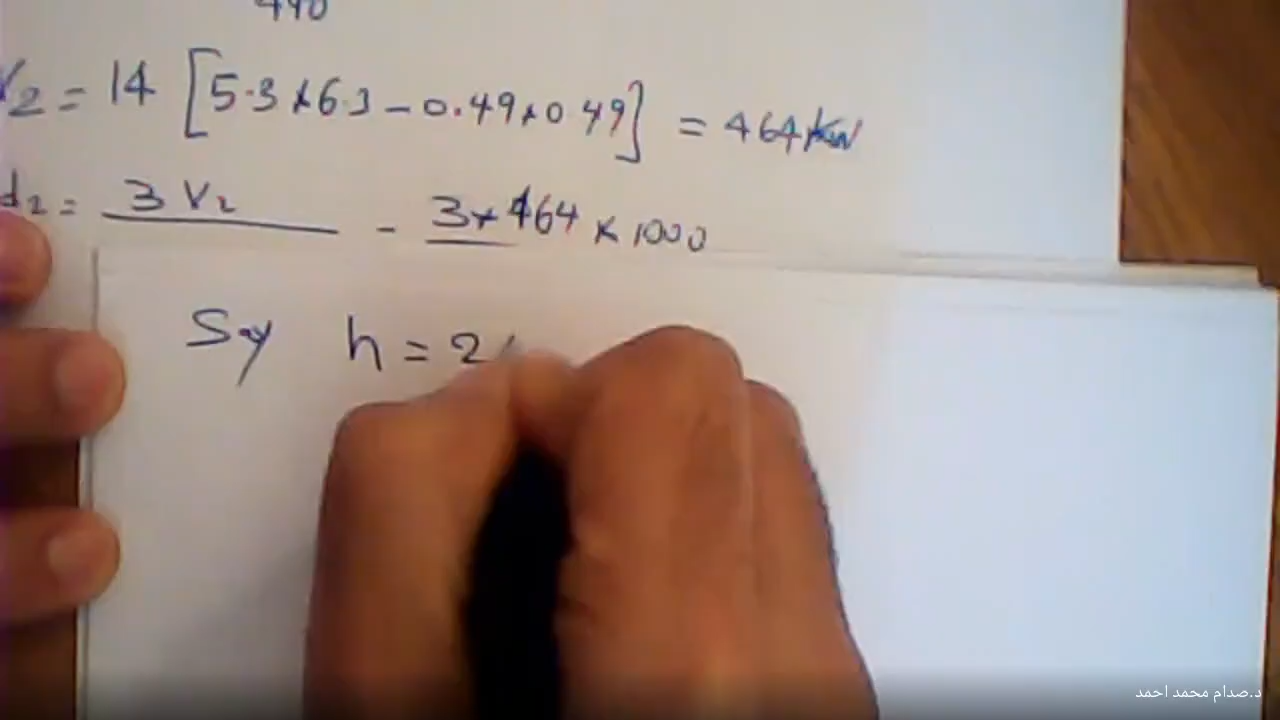 490
V2 = 14 [5.3 x 6.3 - 0.49 x 0.49] = 464 KN
d2 = 3 V2 - 3 x 464 x 1000
Say h = 2
د.صدام محمد احمد